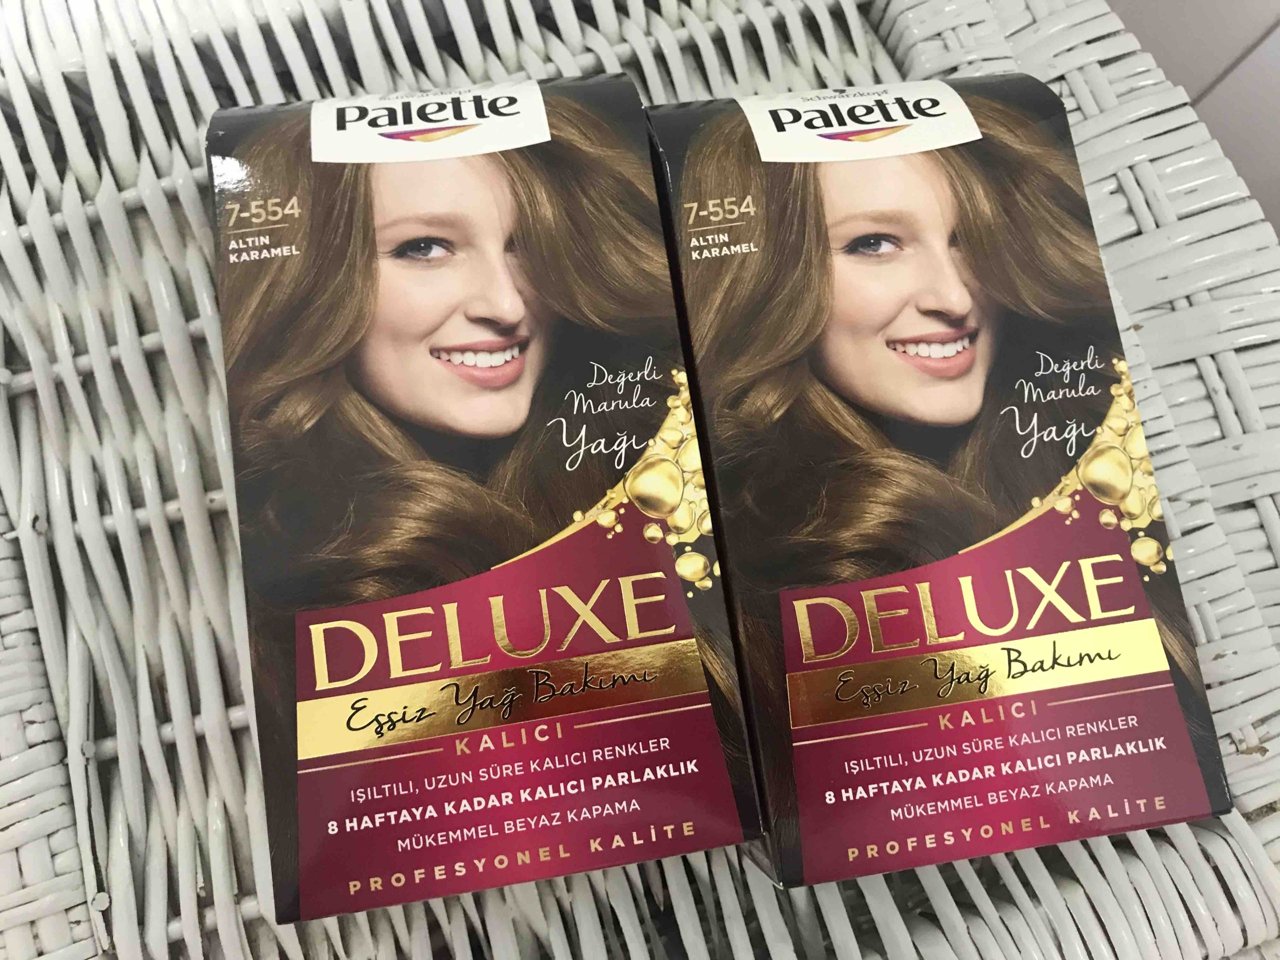 Schwarzkopf
Palette
7-554
ALTIN
KARAMEL
Değerli
Marula
Yağı
DELUXE
Eşsiz Yağ Bakımı
KALICI
IŞILTILI, UZUN SÜRE KALICI RENKLER
8 HAFTAYA KADAR KALICI PARLAKLIK
MÜKEMMEL BEYAZ KAPAMA
PROFESYONEL KALİTE
Schwarzkopf
Palette
7-554
ALTIN
KARAMEL
Değerli
Marula
Yağı
DELUXE
Eşsiz Yağ Bakımı
KALICI
IŞILTILI, UZUN SÜRE KALICI RENKLER
8 HAFTAYA KADAR KALICI PARLAKLIK
MÜKEMMEL BEYAZ KAPAMA
PROFESYONEL KALİTE